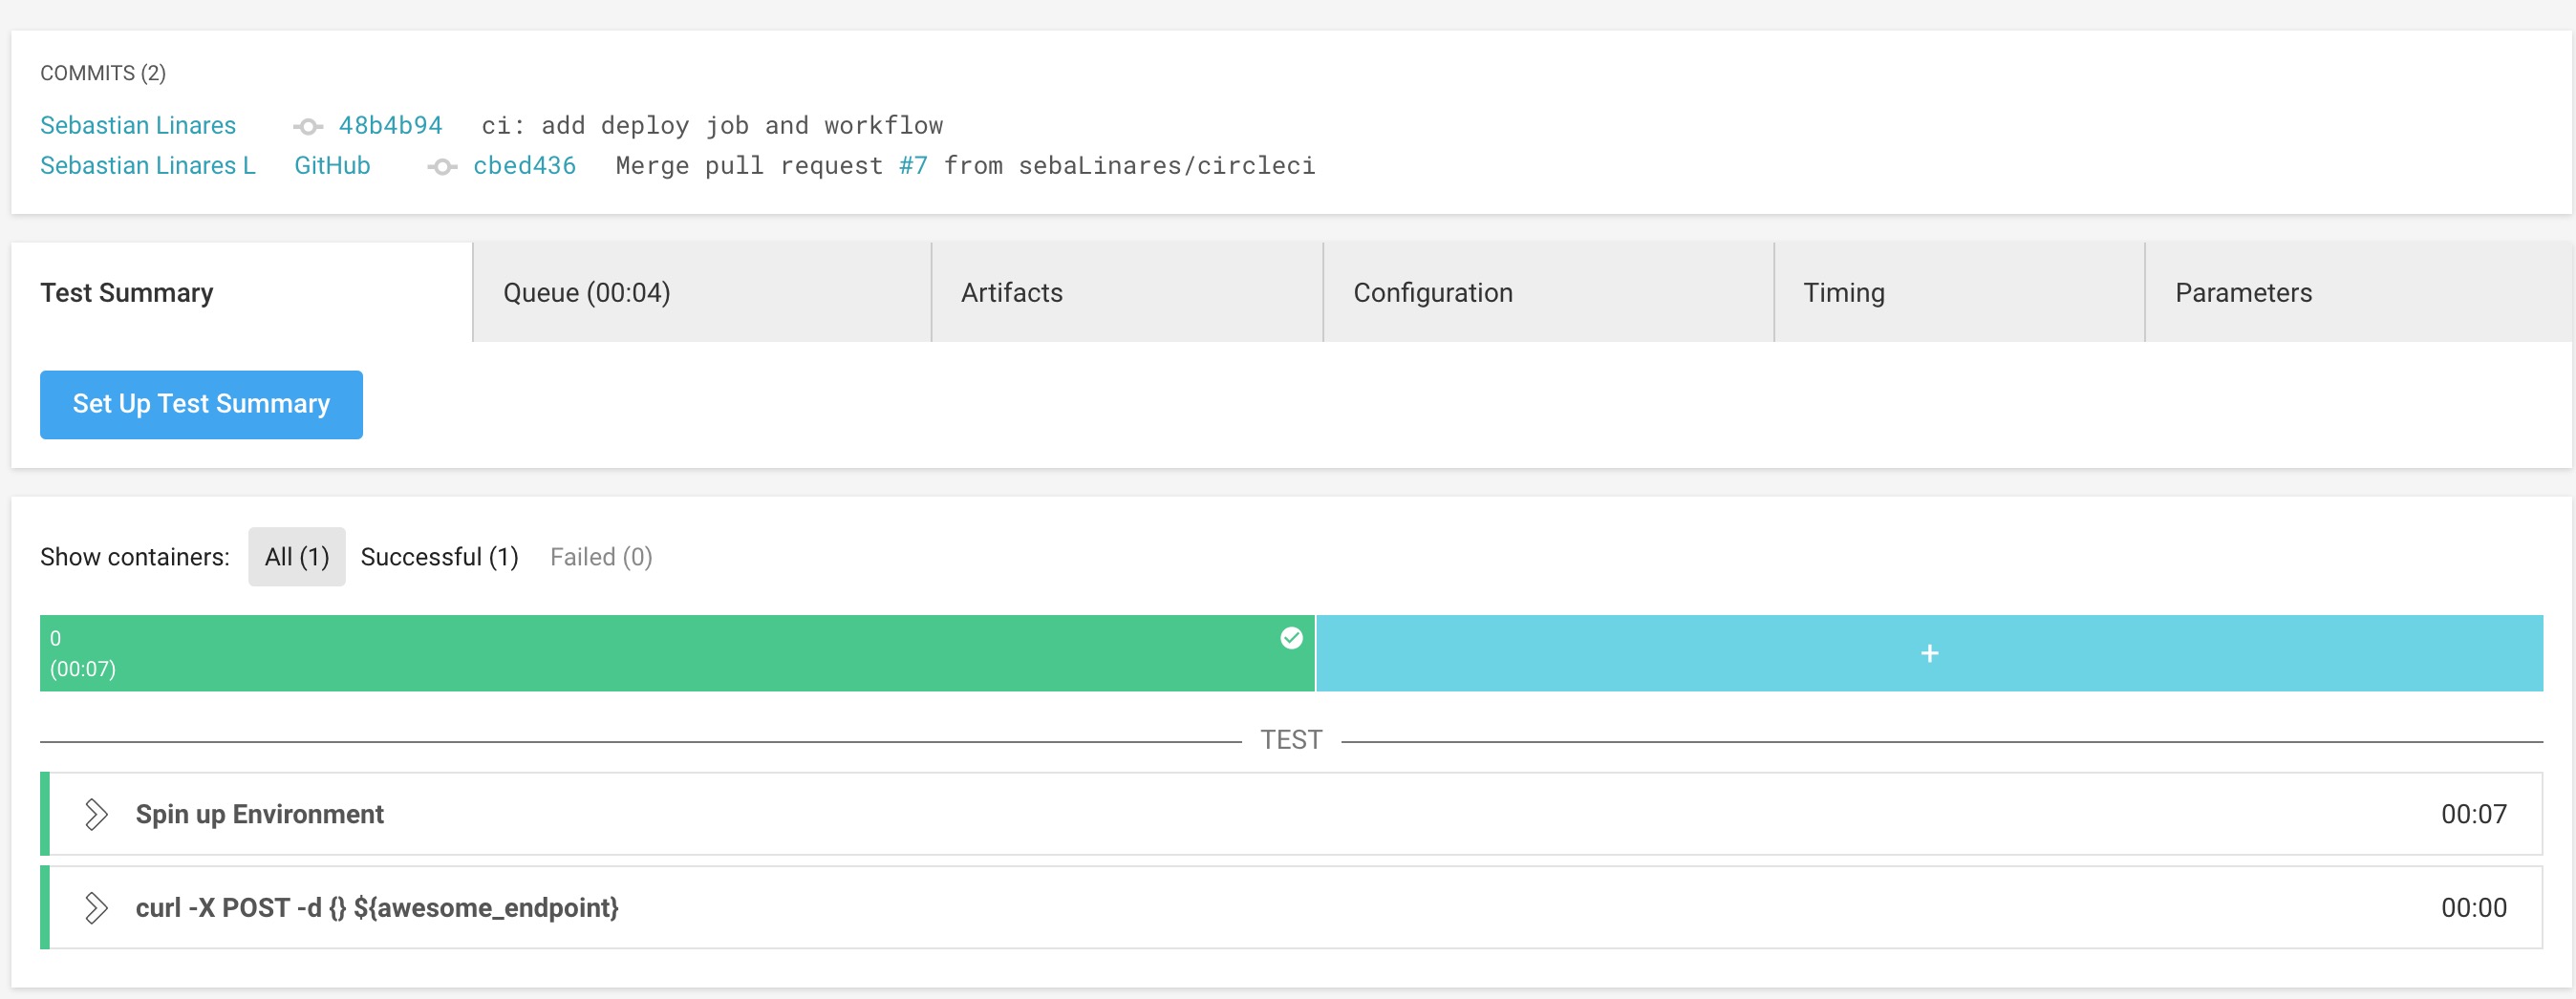 COMMITS (2)
Sebastian Linares 48b4b94 ci: add deploy job and workflow
Sebastian Linares L GitHub cbed436 Merge pull request #7 from sebaLinares/circleci
Test Summary Queue (00:04) Artifacts Configuration Timing Parameters
Set Up Test Summary
Show containers: All (1) Successful (1) Failed (0)
0
(00:07)
+
TEST
Spin up Environment 00:07
curl -X POST -d {} ${awesome_endpoint} 00:00